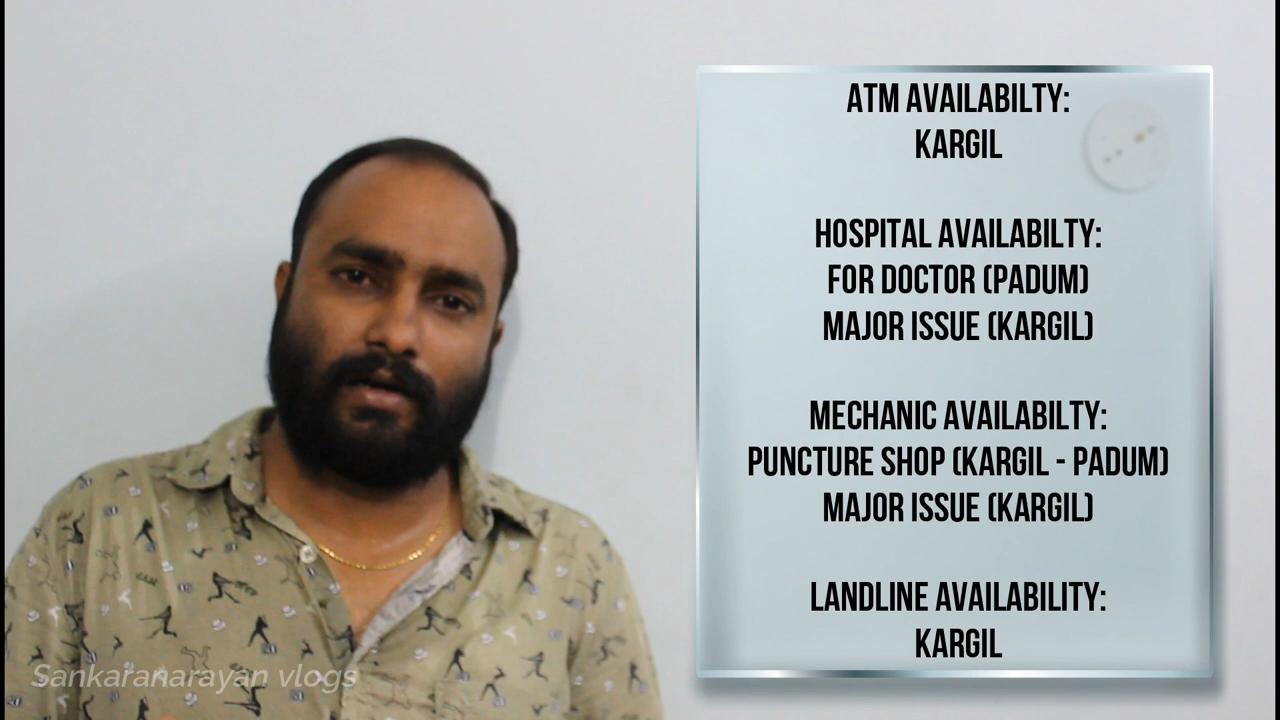 ATM AVAILABILTY:
KARGIL
HOSPITAL AVAILABILTY:
FOR DOCTOR (PADUM)
MAJOR ISSUE (KARGIL)
MECHANIC AVAILABILTY:
PUNCTURE SHOP (KARGIL - PADUM)
MAJOR ISSUE (KARGIL)
LANDLINE AVAILABILITY:
KARGIL
Sankaranarayan vlogs